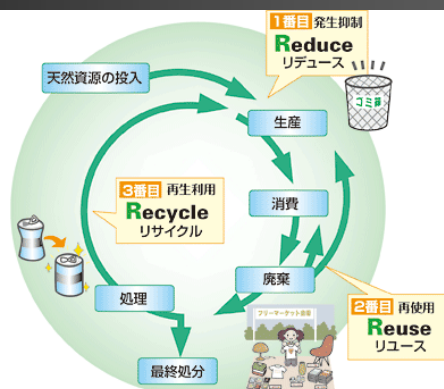 1番目 発生抑制
Reduce
リデュース
天然資源の投入
ゴミ箱
生産
3番目 再生利用
Recycle
リサイクル
消費
廃棄
処理
フリーマーケット会場
2番目 再使用
Reuse
リユース
最終処分